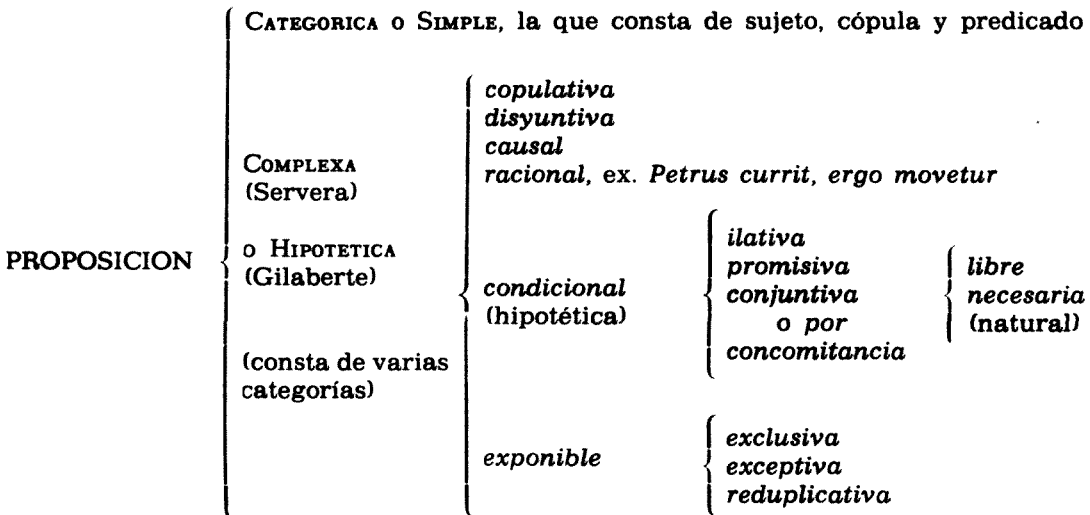 CATEGORICA o SIMPLE, la que consta de sujeto, cópula y predicado
PROPOSICION
COMPLEXA
(Servera)
o HIPOTETICA
(Gilaberte)
(consta de varias
categorías)
copulativa
disyuntiva
causal
racional, ex. Petrus currit, ergo movetur
condicional
(hipotética)
ilativa
promisiva
conjuntiva
o por
concomitancia
libre
necesaria
(natural)
exponible
exclusiva
exceptiva
reduplicativa